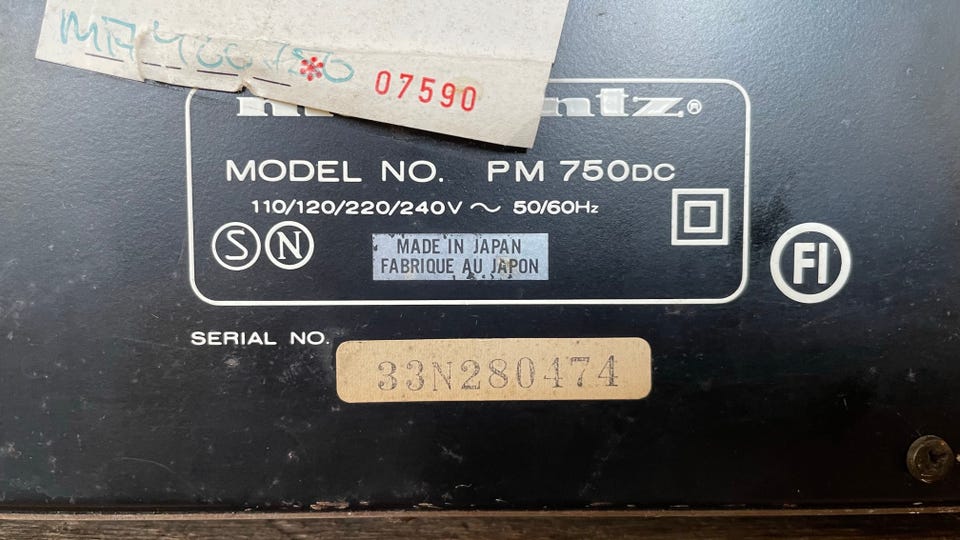 07590
ntz®
MODEL NO. PM 750DC
110/120/220/240V ~ 50/60Hz
S N
MADE IN JAPAN
FABRIQUE AU JAPON
FI
SERIAL NO.
33N280474